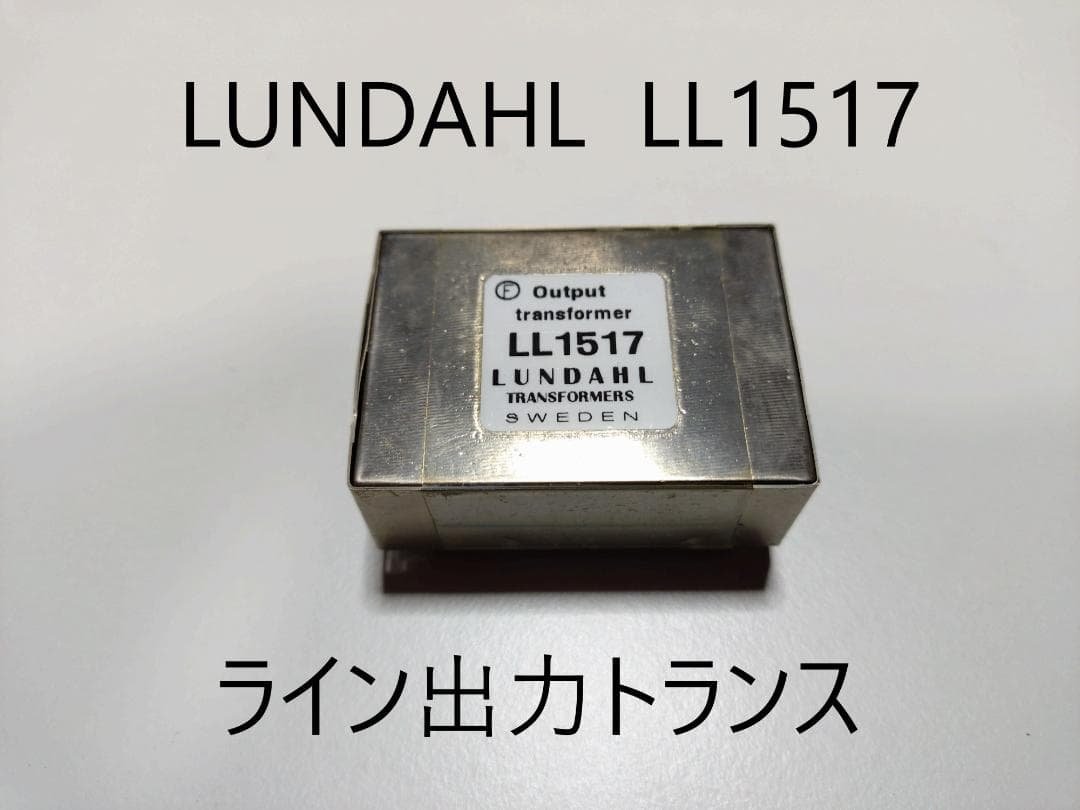 LUNDAHL LL1517
Ⓕ Output
transformer
LL1517
LUNDAHL
TRANSFORMERS
SWEDEN
ライン出力トランス